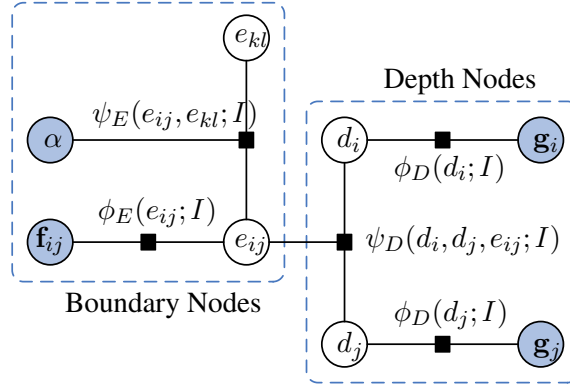 e_{kl}
Depth Nodes
ψ_E(e_{ij}, e_{kl}; I)
α
d_i
g_i
ϕ_D(d_i; I)
ϕ_E(e_{ij}; I)
f_{ij}
e_{ij}
ψ_D(d_i, d_j, e_{ij}; I)
Boundary Nodes
ϕ_D(d_j; I)
d_j
g_j